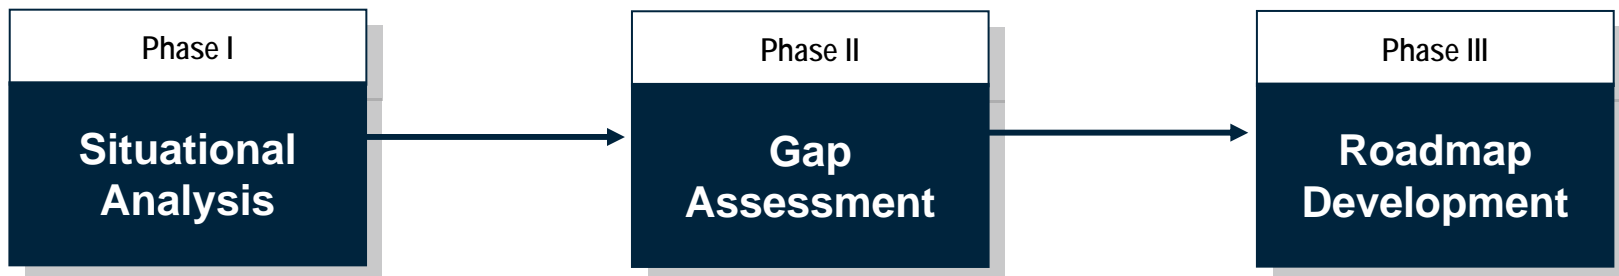 Phase I
Situational
Analysis
Phase II
Gap
Assessment
Phase III
Roadmap
Development